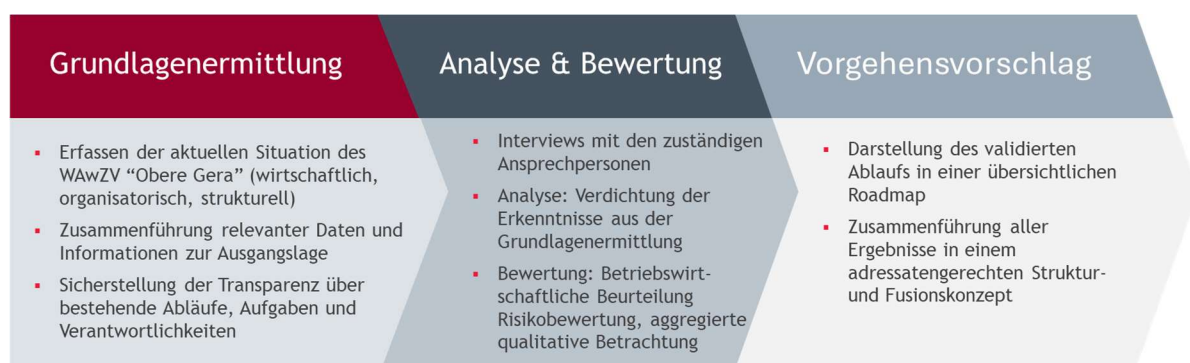 Grundlagenermittlung
▪ Erfassen der aktuellen Situation des
WAwZV “Obere Gera” (wirtschaftlich,
organisatorisch, strukturell)
▪ Zusammenführung relevanter Daten und
Informationen zur Ausgangslage
▪ Sicherstellung der Transparenz über
bestehende Abläufe, Aufgaben und
Verantwortlichkeiten
Analyse & Bewertung
▪ Interviews mit den zuständigen
Ansprechpersonen
▪ Analyse: Verdichtung der
Erkenntnisse aus der
Grundlagenermittlung
▪ Bewertung: Betriebswirt-
schaftliche Beurteilung
Risikobewertung, aggregierte
qualitative Betrachtung
Vorgehensvorschlag
▪ Darstellung des validierten
Ablaufs in einer übersichtlichen
Roadmap
▪ Zusammenführung aller
Ergebnisse in einem
adressatengerechten Struktur-
und Fusionskonzept